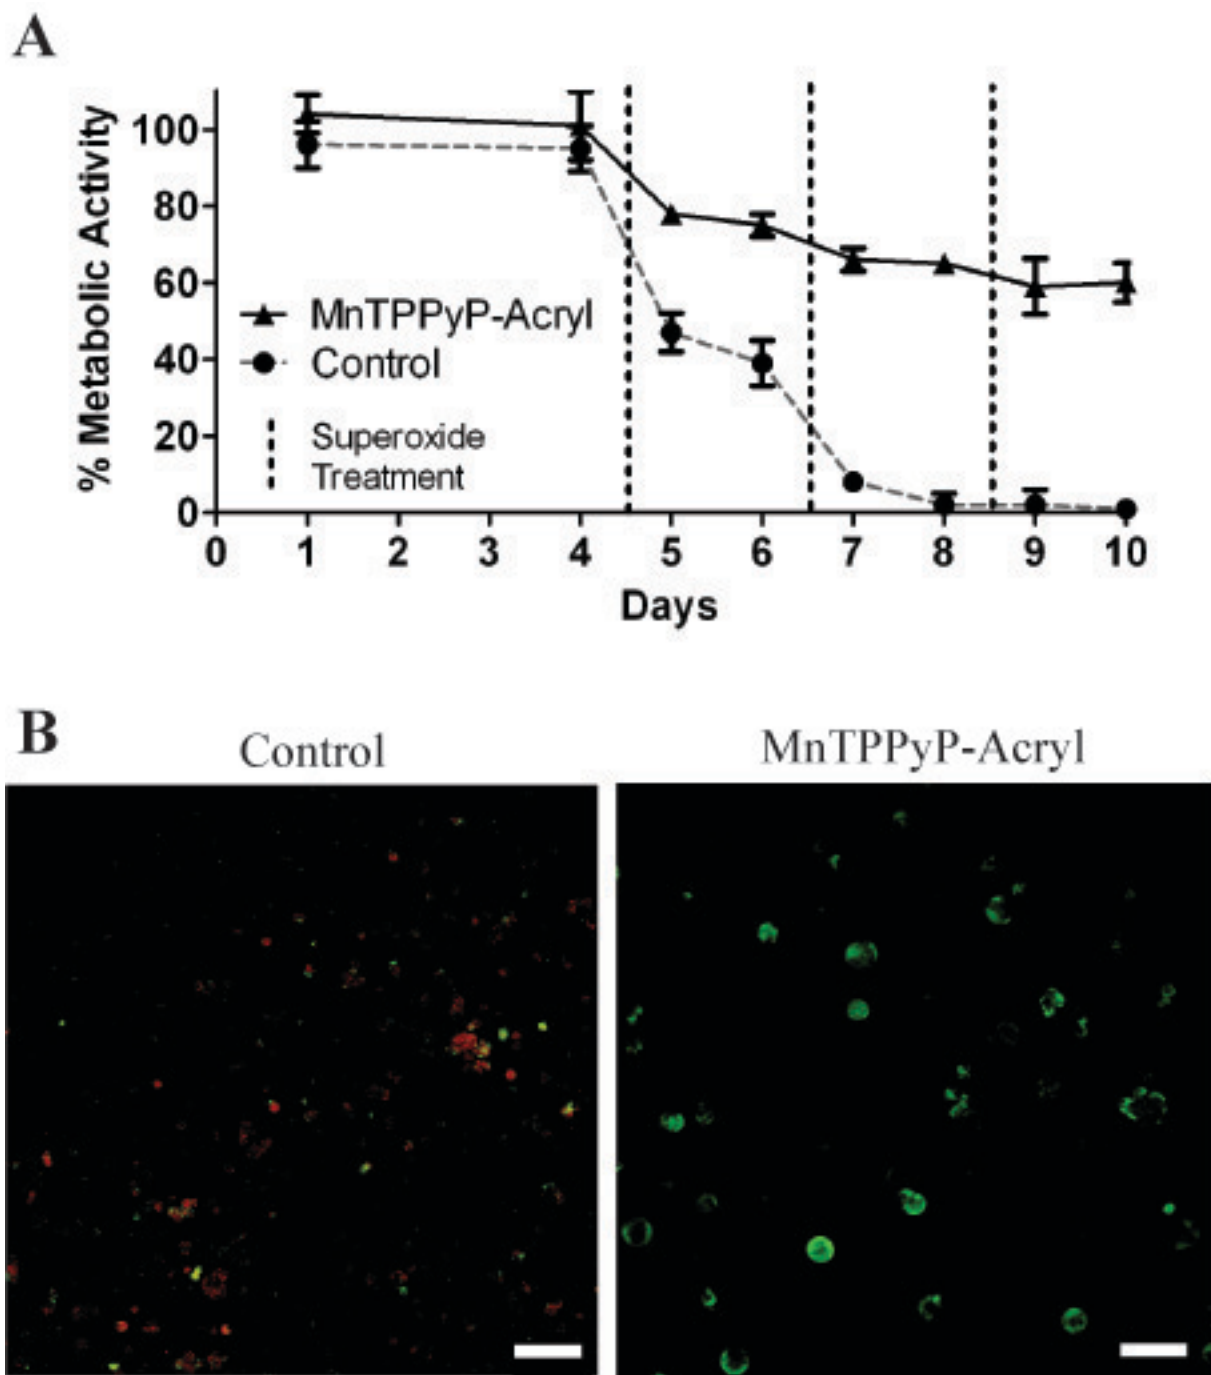 A
% Metabolic Activity
100
80
60
40
20
0
MnTPPyP-Acryl
Control
Superoxide
Treatment
0 1 2 3 4 5 6 7 8 9 10
Days
B
Control
MnTPPyP-Acryl